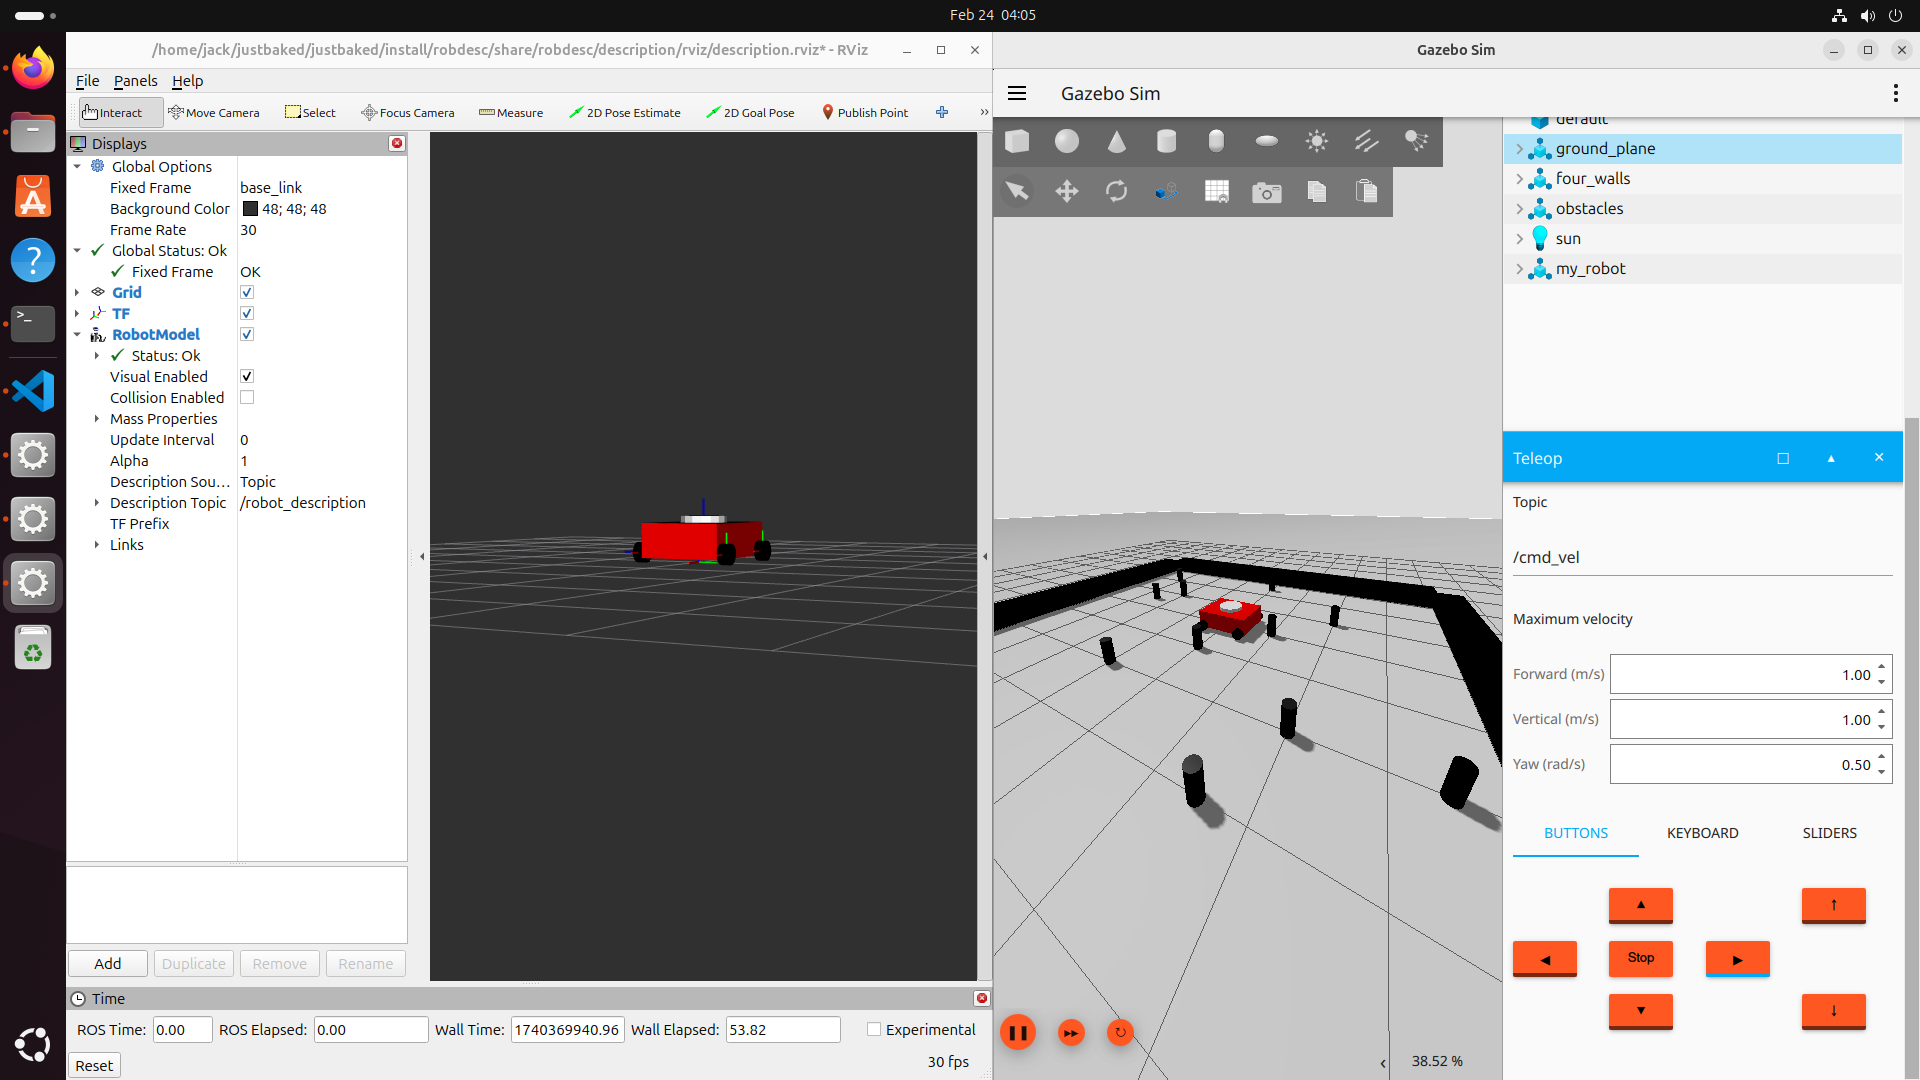 Feb 24 04:05
/home/jack/justbaked/justbaked/install/robdesc/share/robdesc/description/rviz/description.rviz* - RViz
File Panels Help
Interact Move Camera Select Focus Camera Measure 2D Pose Estimate 2D Goal Pose Publish Point »
Displays
Global Options
Fixed Frame base_link
Background Color 48; 48; 48
Frame Rate 30
Global Status: Ok
Fixed Frame OK
Grid
TF
RobotModel
Status: Ok
Visual Enabled
Collision Enabled
Mass Properties
Update Interval 0
Alpha 1
Description Sou... Topic
Description Topic /robot_description
TF Prefix
Links
Add Duplicate Remove Rename
Time
ROS Time: 0.00 ROS Elapsed: 0.00 Wall Time: 1740369940.96 Wall Elapsed: 53.82 Experimental
Reset 30 fps
Gazebo Sim
Gazebo Sim
default
ground_plane
four_walls
obstacles
sun
my_robot
Teleop
Topic
/cmd_vel
Maximum velocity
Forward (m/s) 1.00
Vertical (m/s) 1.00
Yaw (rad/s) 0.50
BUTTONS KEYBOARD SLIDERS
Stop
38.52 %